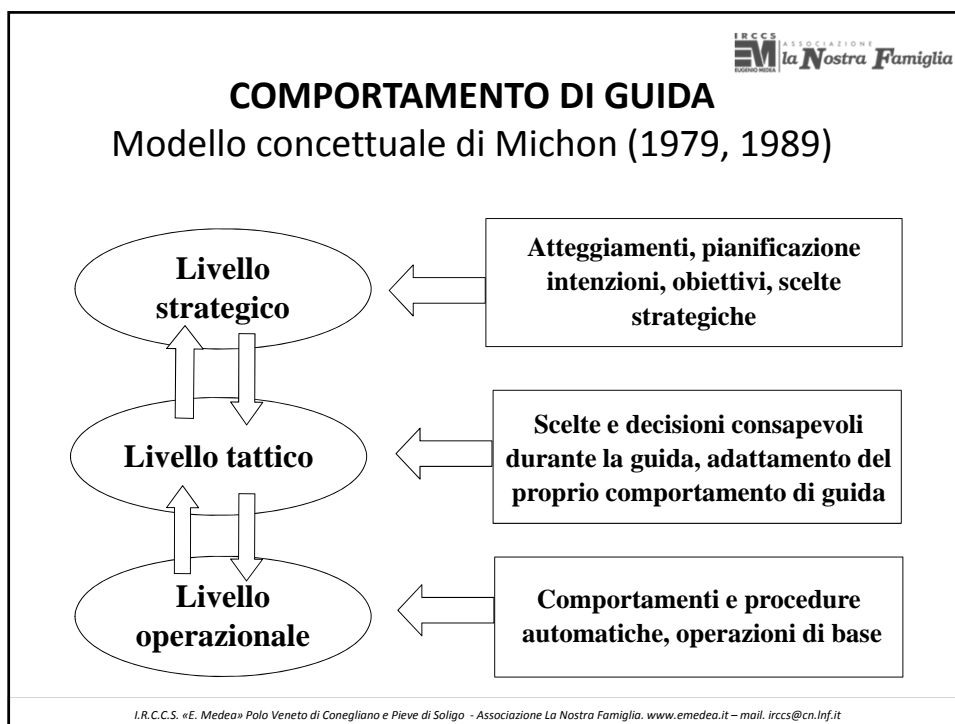 IRCCS
EM
EUGENIO MEDEA
ASSOCIAZIONE
la Nostra Famiglia
COMPORTAMENTO DI GUIDA
Modello concettuale di Michon (1979, 1989)
Livello
strategico
Atteggiamenti, pianificazione
intenzioni, obiettivi, scelte
strategiche
Livello tattico
Scelte e decisioni consapevoli
durante la guida, adattamento del
proprio comportamento di guida
Livello
operazionale
Comportamenti e procedure
automatiche, operazioni di base
I.R.C.C.S. «E. Medea» Polo Veneto di Conegliano e Pieve di Soligo - Associazione La Nostra Famiglia. www.emedea.it – mail. irccs@cn.lnf.it